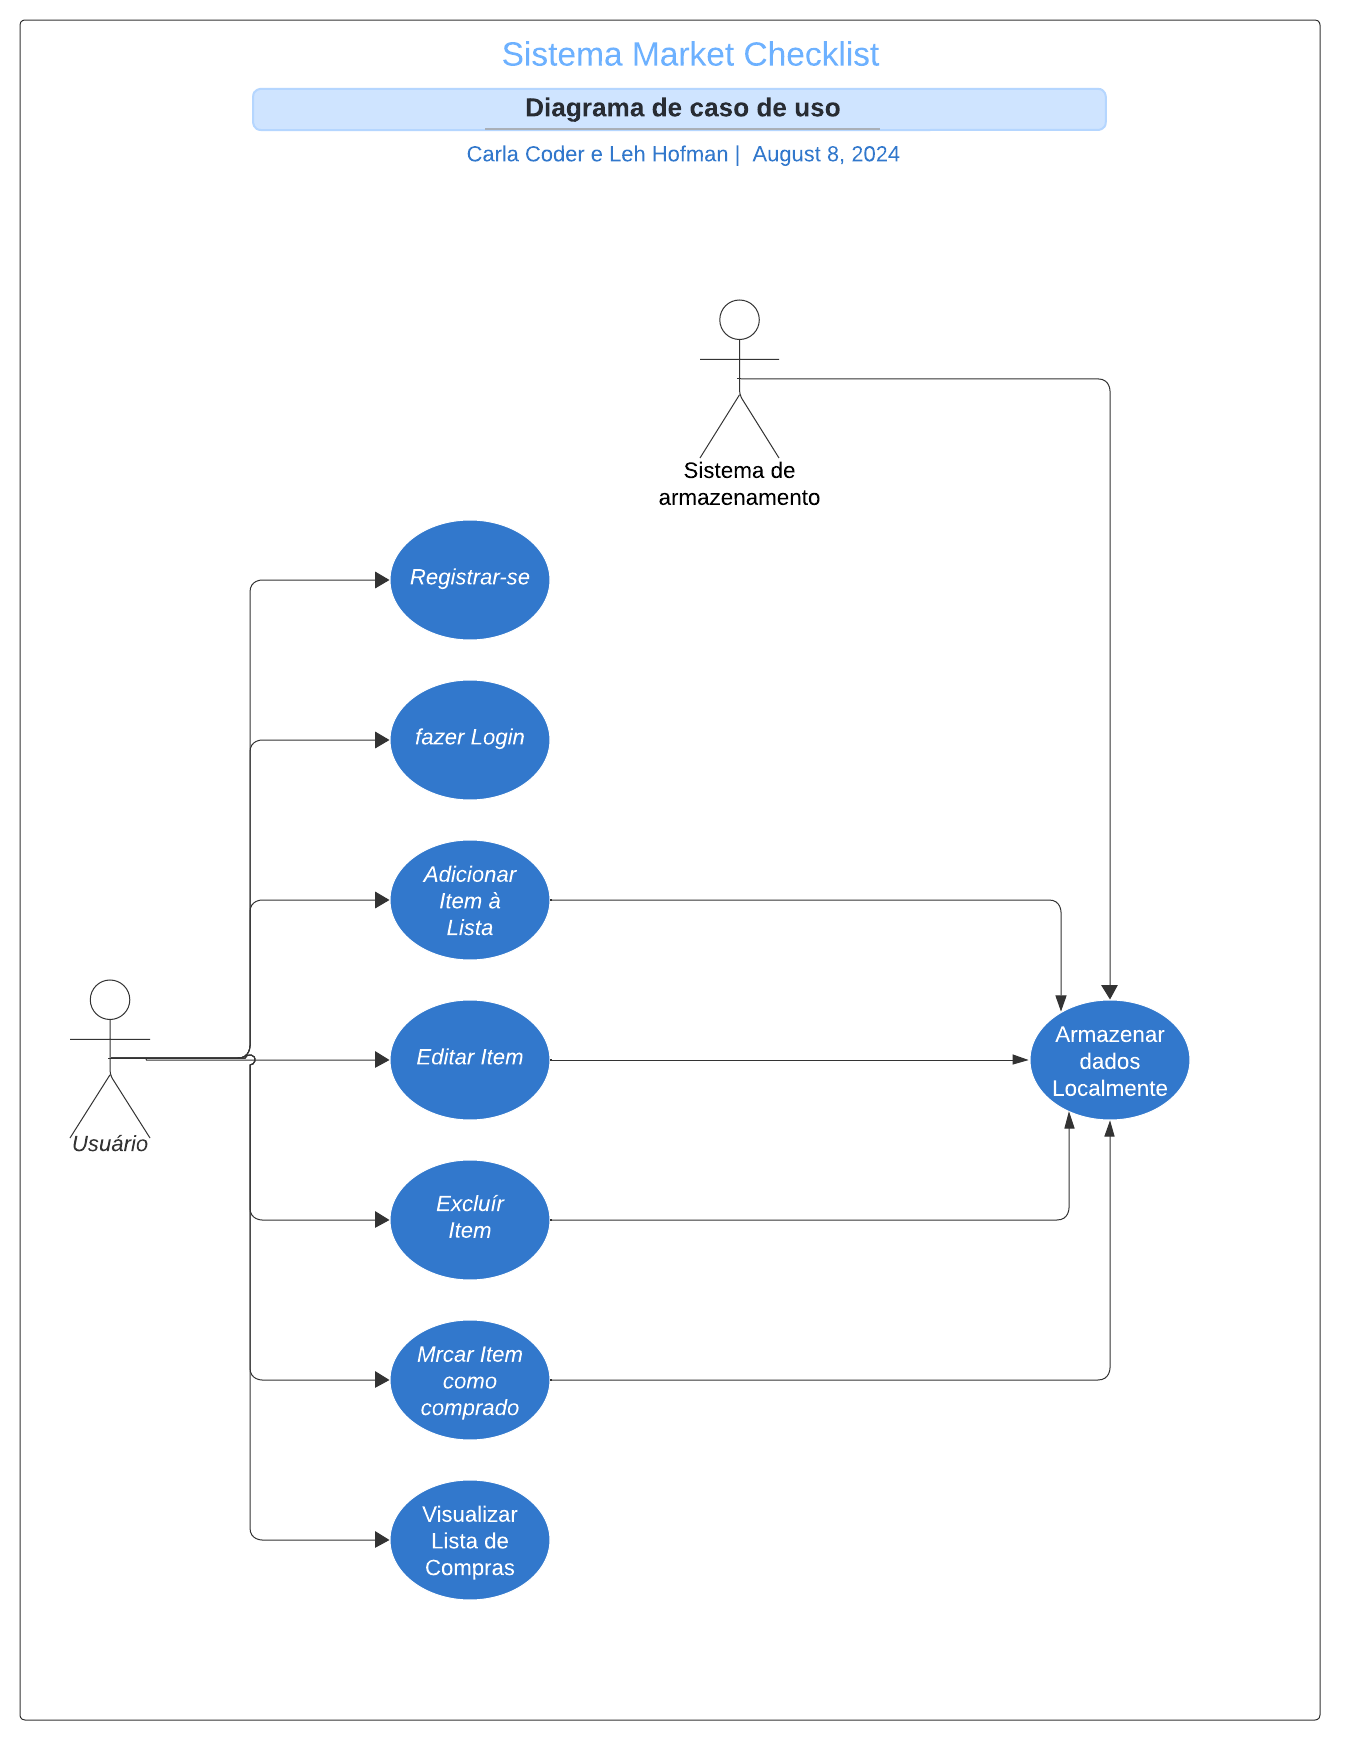 Sistema Market Checklist
Diagrama de caso de uso
Carla Coder e Leh Hofman |  August 8, 2024
Sistema de
armazenamento
Registrar-se
fazer Login
Adicionar
Item à
Lista
Editar Item
Armazenar
dados
Localmente
Usuário
Excluír
Item
Mrcar Item
como
comprado
Visualizar
Lista de
Compras